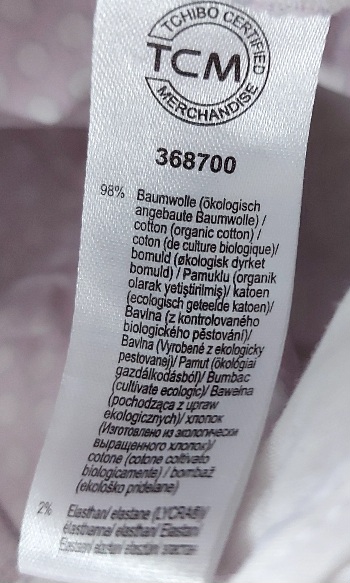 TCHIBO CERTIFIED
TCM
MERCHANDISE
368700
98% Baumwolle (ökologisch
angebaute Baumwolle) /
cotton (organic cotton) /
coton (de culture biologique)/
bomuld (økologisk dyrket
bomuld) / Pamuklu (organik
olarak yetiştirilmiş)/ katoen
(ecologisch geteelde katoen)/
Bavlna (z kontrolovaného
biologického pěstování)/
Bavlna (Vyrobené z ekologicky
pestovanej)/ Pamut (ökológiai
gazdálkodásból)/ Bumbac
(cultivate ecologic)/ Bawełna
(pochodząca z upraw
ekologicznych)/ хлопок
(Изготовлено из экологически
выращенного хлопка)/
cotone (cotone coltivato
biologicamente) / bombaž
(ekološko pridelane)
2% Elasthan/ elastane (LYCRA®)/
élasthanne/ elasthan/ Elastan/